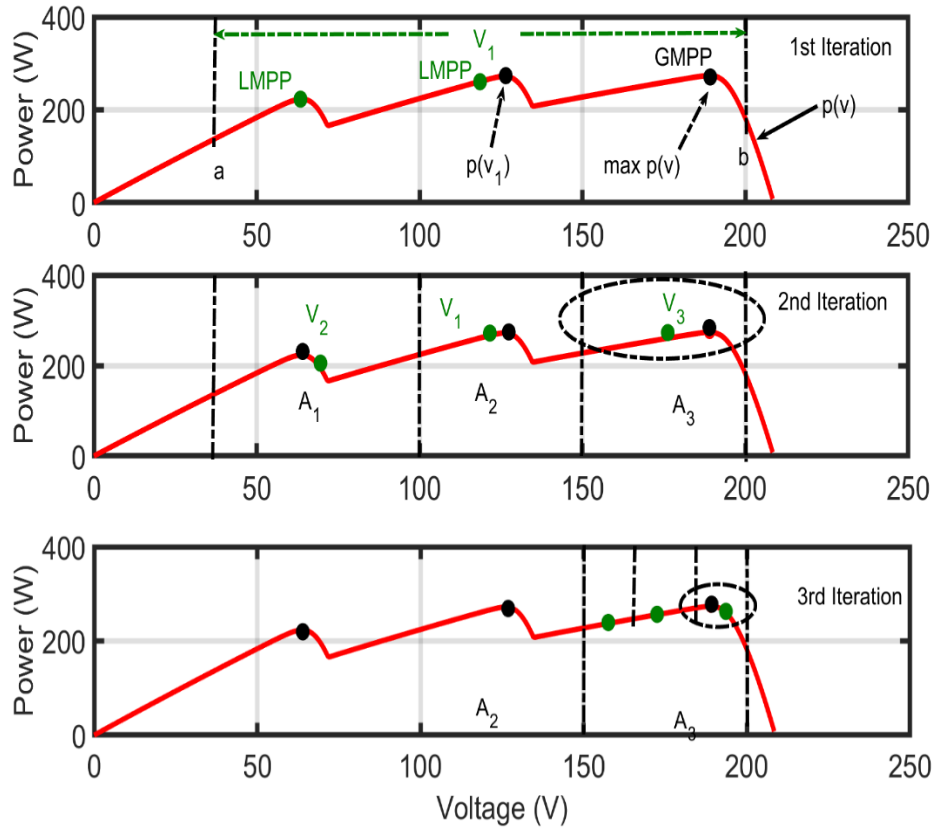 400
V₁
1st Iteration
LMPP
LMPP
GMPP
p(v)
200
a
p(v₁)
max p(v)
b
0
0
50
100
150
200
250
Power (W)
400
2nd Iteration
V₂
V₁
V₃
200
A₁
A₂
A₃
0
0
50
100
150
200
250
Power (W)
400
3rd Iteration
200
A₂
A₃
0
0
50
100
150
200
250
Power (W)
Voltage (V)